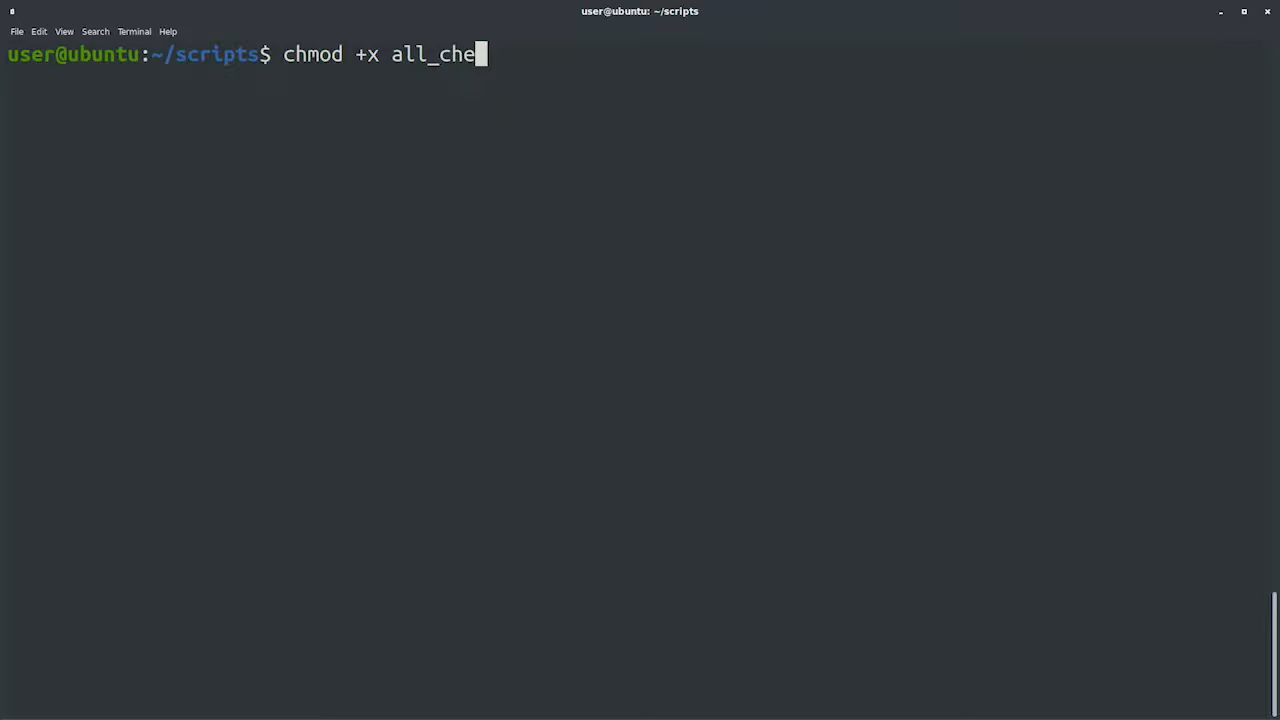 user@ubuntu: ~/scripts
File Edit View Search Terminal Help
user@ubuntu:~/scripts$ chmod +x all_che